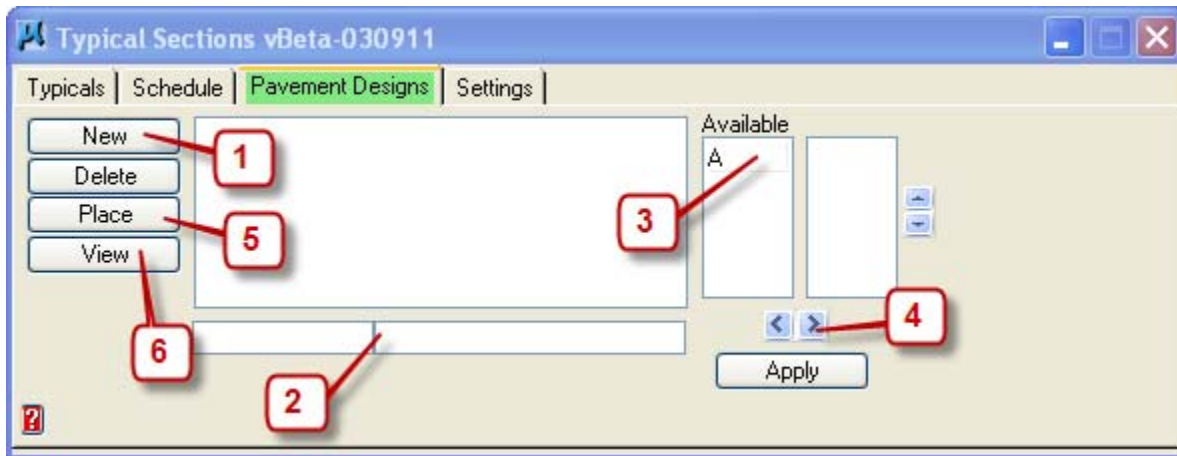 µ Typical Sections vBeta-030911
Typicals Schedule Pavement Designs Settings
New
Delete
Place
View
1
5
6
2
Available
A
3
4
Apply
?